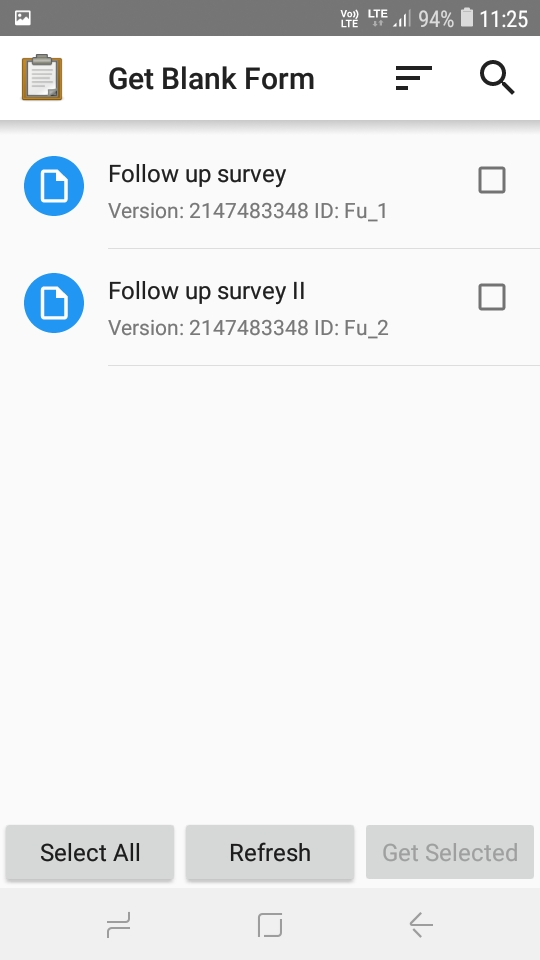 Vo)) LTE LTE 94% 11:25
Get Blank Form
Follow up survey
Version: 2147483348 ID: Fu_1
Follow up survey II
Version: 2147483348 ID: Fu_2
Select All Refresh Get Selected